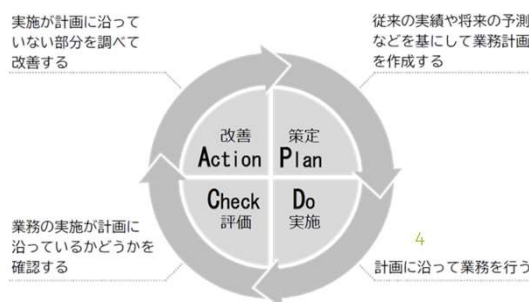 実施が計画に沿って
いない部分を調べて
改善する
従来の実績や将来の予測
などを基にして業務計画
を作成する
改善
Action
策定
Plan
Check
評価
Do
実施
業務の実施が計画に
沿っているかどうかを
確認する
4
計画に沿って業務を行う